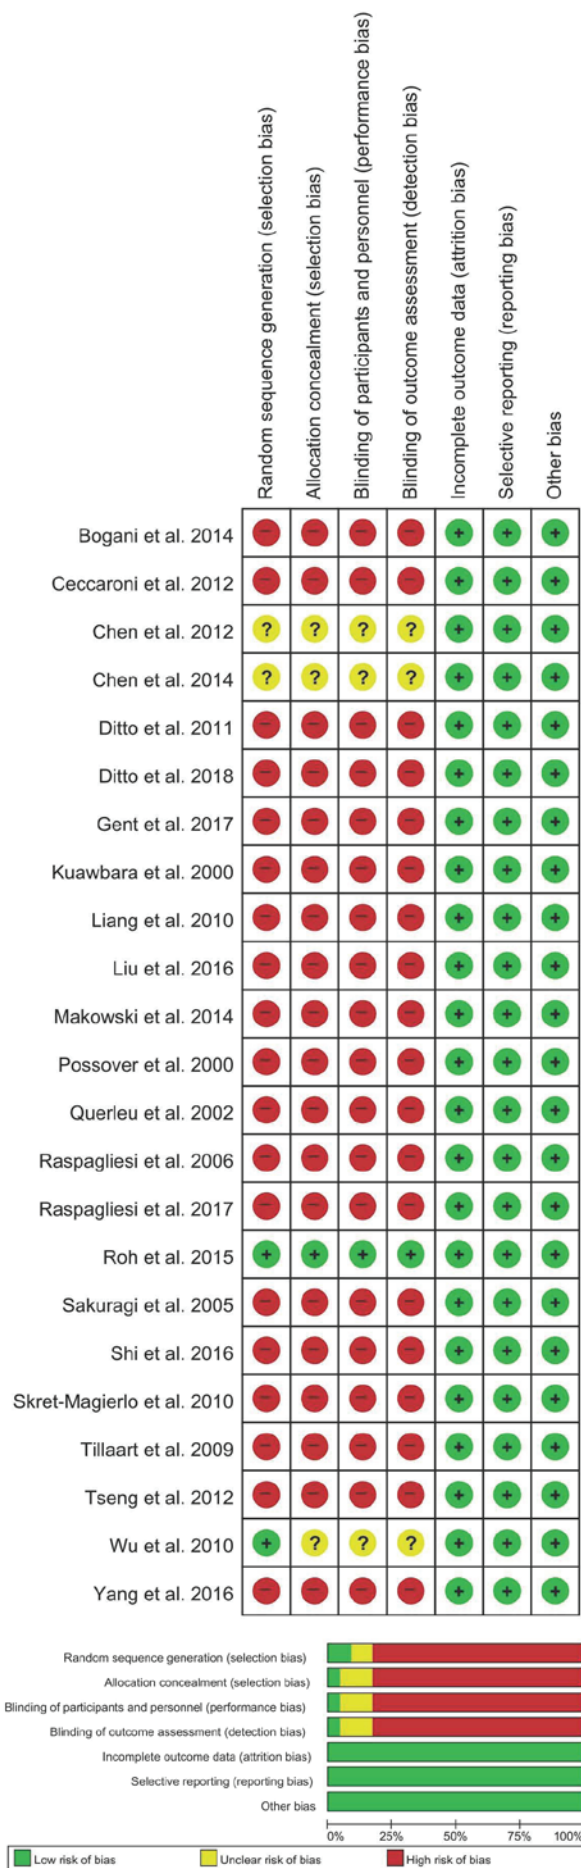 Random sequence generation (selection bias)
Allocation concealment (selection bias)
Blinding of participants and personnel (performance bias)
Blinding of outcome assessment (detection bias)
Incomplete outcome data (attrition bias)
Selective reporting (reporting bias)
Other bias
Bogani et al. 2014 − − − − + + +
Ceccaroni et al. 2012 − − − − + + +
Chen et al. 2012 ? ? ? ? + + +
Chen et al. 2014 ? ? ? ? + + +
Ditto et al. 2011 − − − − + + +
Ditto et al. 2018 − − − − + + +
Gent et al. 2017 − − − − + + +
Kuawbara et al. 2000 − − − − + + +
Liang et al. 2010 − − − − + + +
Liu et al. 2016 − − − − + + +
Makowski et al. 2014 − − − − + + +
Possover et al. 2000 − − − − + + +
Querleu et al. 2002 − − − − + + +
Raspagliesi et al. 2006 − − − − + + +
Raspagliesi et al. 2017 − − − − + + +
Roh et al. 2015 + + + + + + +
Sakuragi et al. 2005 − − − − + + +
Shi et al. 2016 − − − − + + +
Skret-Magierlo et al. 2010 − − − − + + +
Tillaart et al. 2009 − − − − + + +
Tseng et al. 2012 − − − − + + +
Wu et al. 2010 + ? ? ? + + +
Yang et al. 2016 − − − − + + +
Random sequence generation (selection bias)
Allocation concealment (selection bias)
Blinding of participants and personnel (performance bias)
Blinding of outcome assessment (detection bias)
Incomplete outcome data (attrition bias)
Selective reporting (reporting bias)
Other bias
0% 25% 50% 75% 100%
Low risk of bias Unclear risk of bias High risk of bias